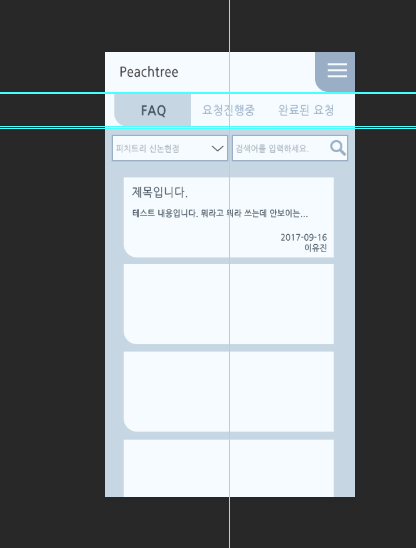 Peachtree
FAQ 요청진행중 완료된 요청
피치트리 신논현점 검색어를 입력하세요.
제목입니다.
테스트 내용입니다. 뭐라고 뭐라 쓰는데 안보이는...
2017-09-16
이유진